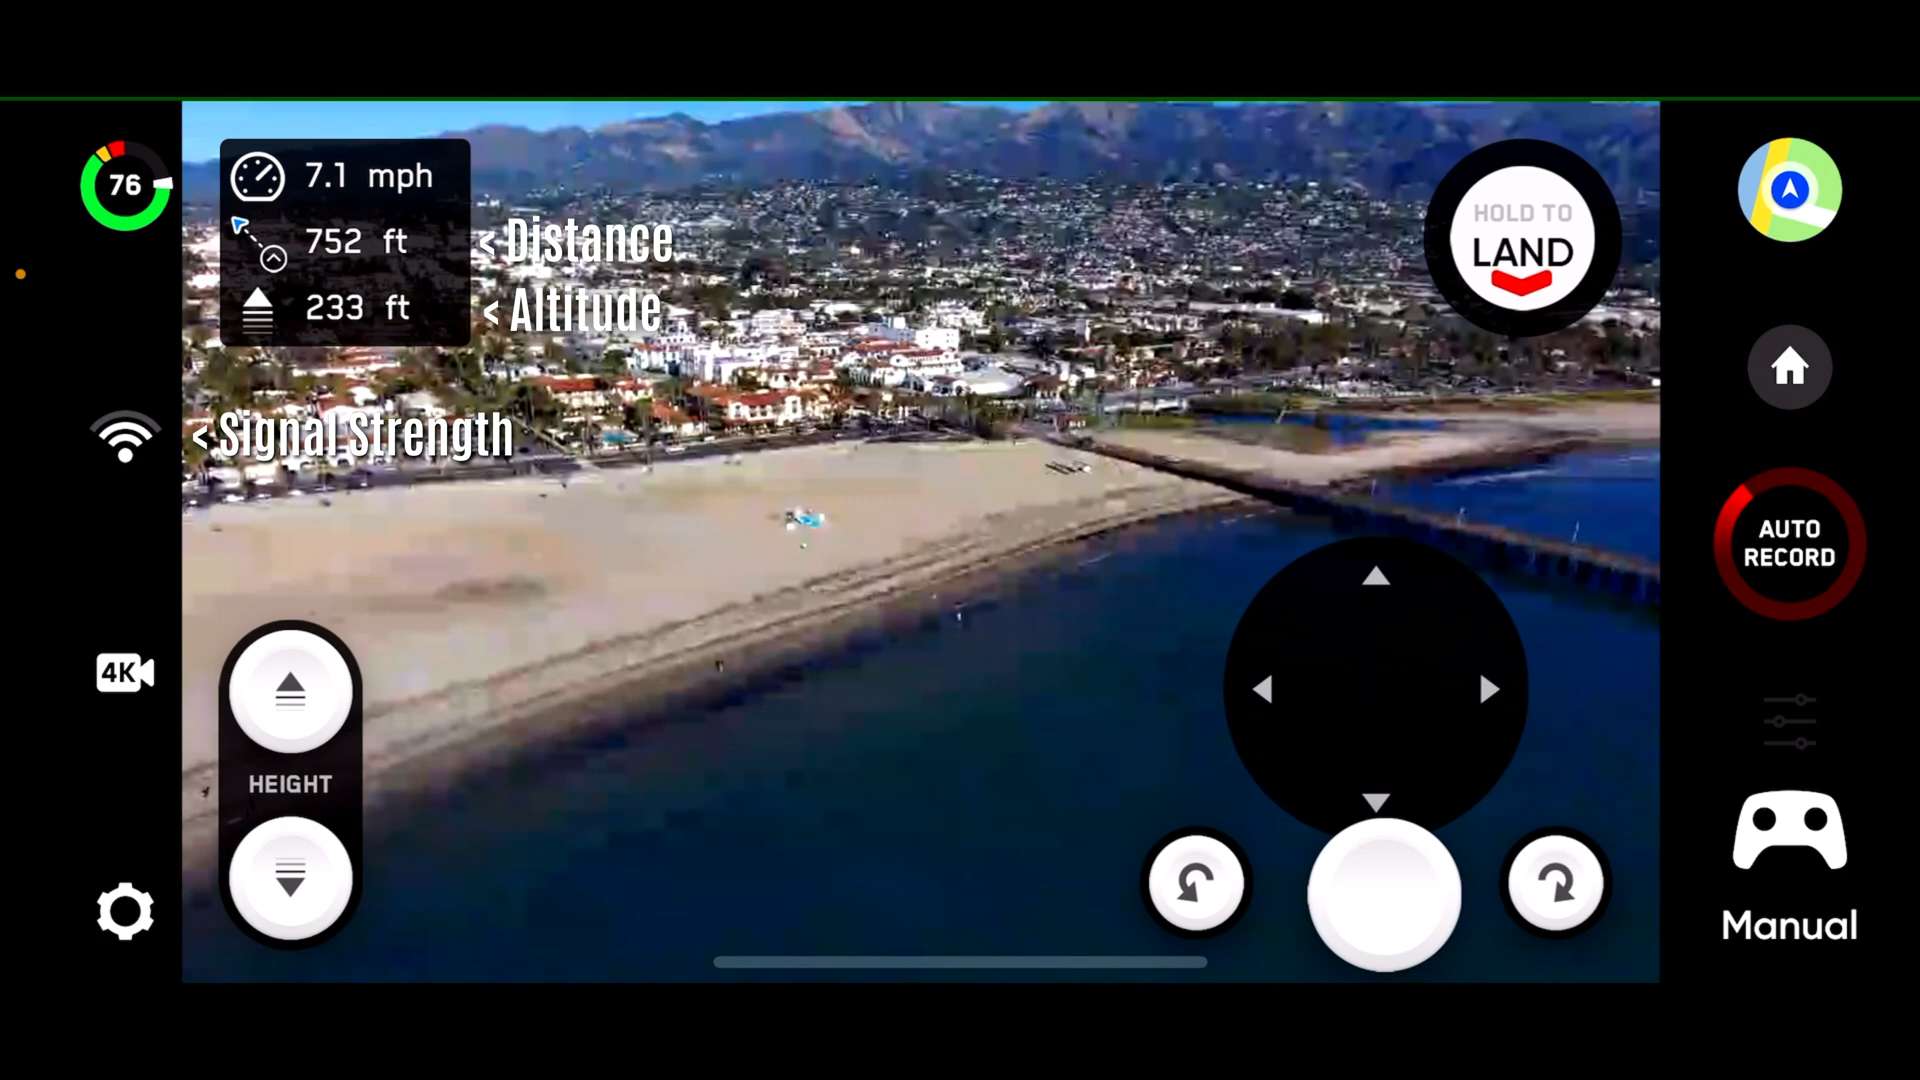 76
7.1 mph
752 ft
< Distance
233 ft
< Altitude
HOLD TO
LAND
< Signal Strength
AUTO
RECORD
4K
HEIGHT
Manual